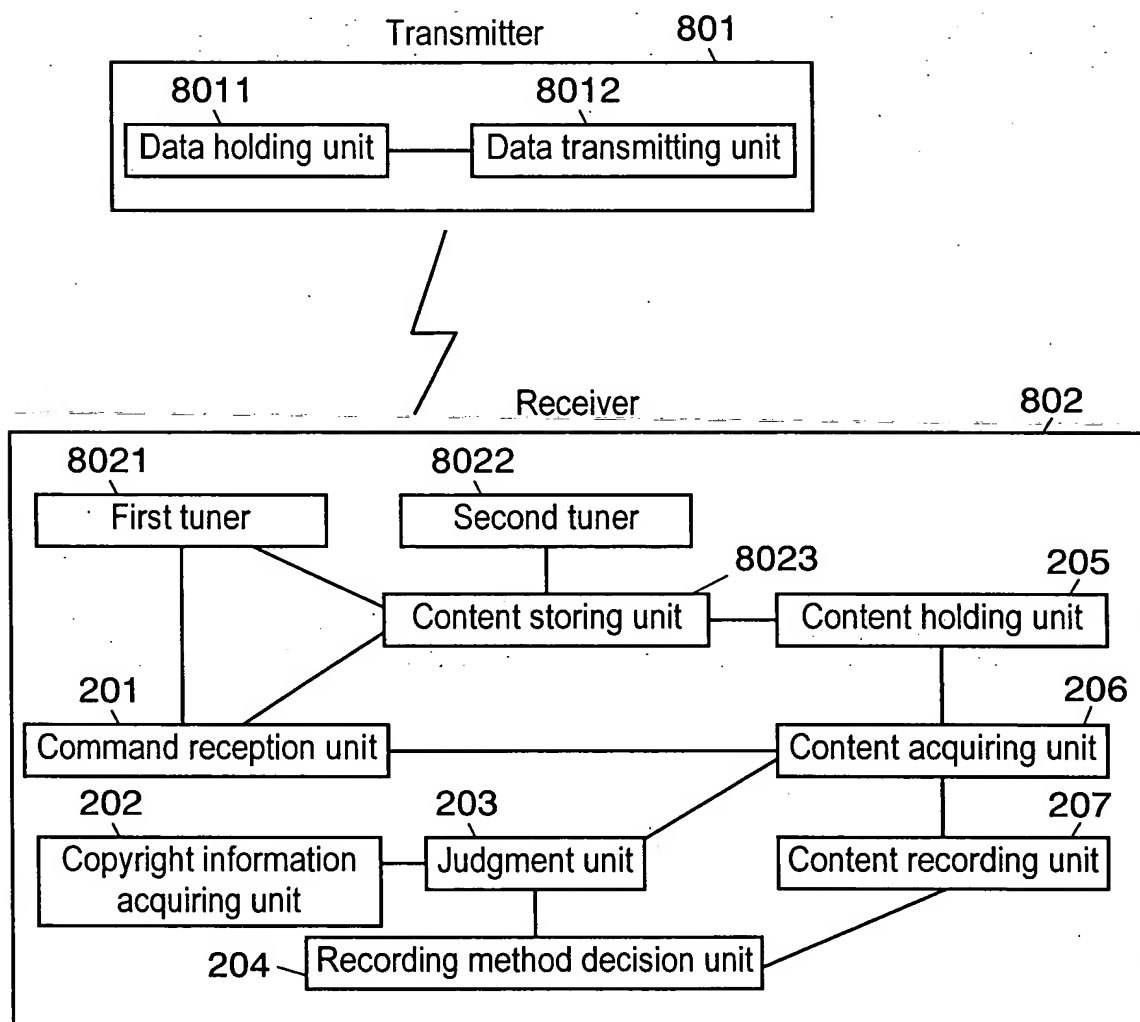 Transmitter
801
8011
8012
Data holding unit
Data transmitting unit
Receiver
802
8021
8022
First tuner
Second tuner
8023
205
Content storing unit
Content holding unit
201
206
Command reception unit
Content acquiring unit
202
203
207
Copyright information
acquiring unit
Judgment unit
Content recording unit
204
Recording method decision unit